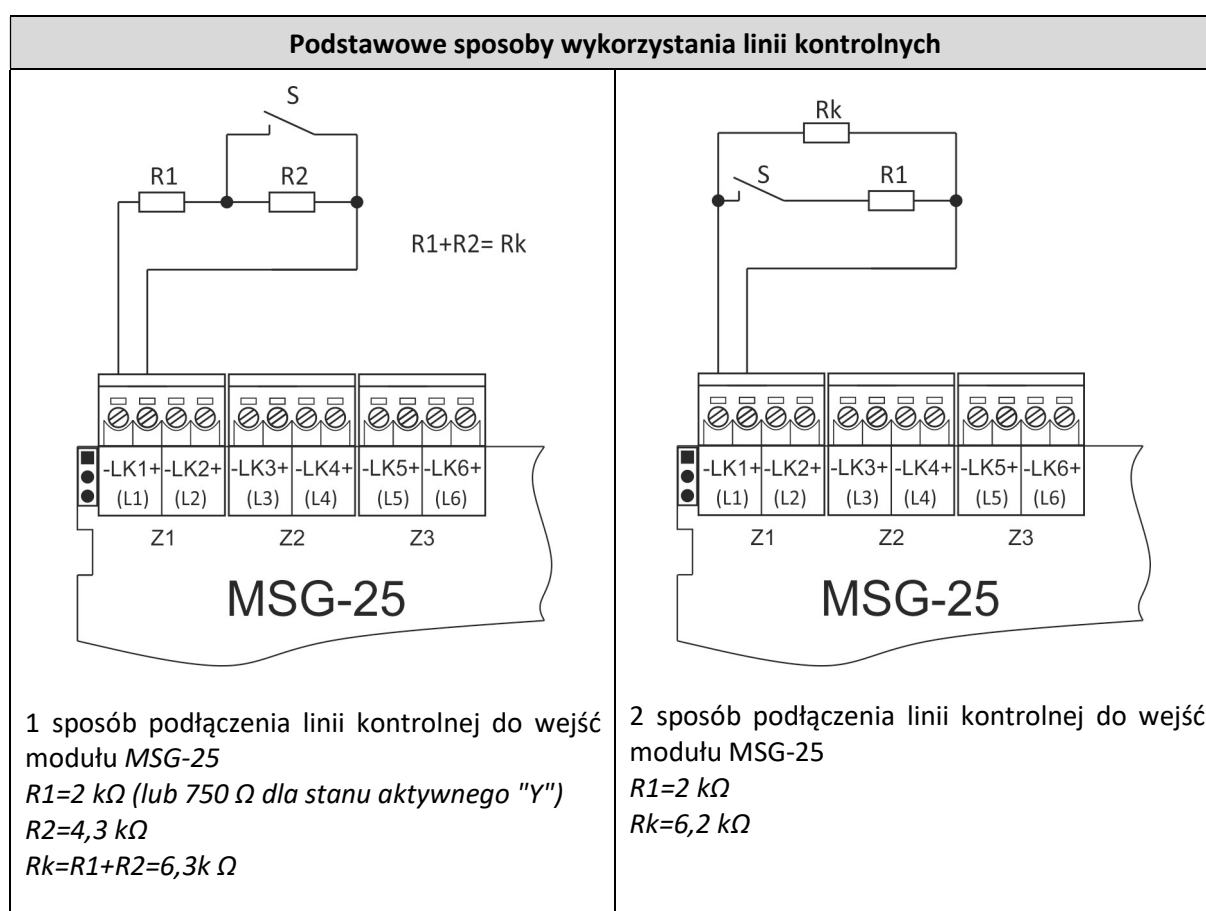 Podstawowe sposoby wykorzystania linii kontrolnych
S
R1
R2
R1+R2= Rk
-LK1+
-LK2+
-LK3+
-LK4+
-LK5+
-LK6+
(L1)
(L2)
(L3)
(L4)
(L5)
(L6)
Z1
Z2
Z3
MSG-25
1 sposób podłączenia linii kontrolnej do wejść
modułu MSG-25
R1=2 kΩ (lub 750 Ω dla stanu aktywnego "Y")
R2=4,3 kΩ
Rk=R1+R2=6,3k Ω
Rk
S
R1
-LK1+
-LK2+
-LK3+
-LK4+
-LK5+
-LK6+
(L1)
(L2)
(L3)
(L4)
(L5)
(L6)
Z1
Z2
Z3
MSG-25
2 sposób podłączenia linii kontrolnej do wejść
modułu MSG-25
R1=2 kΩ
Rk=6,2 kΩ